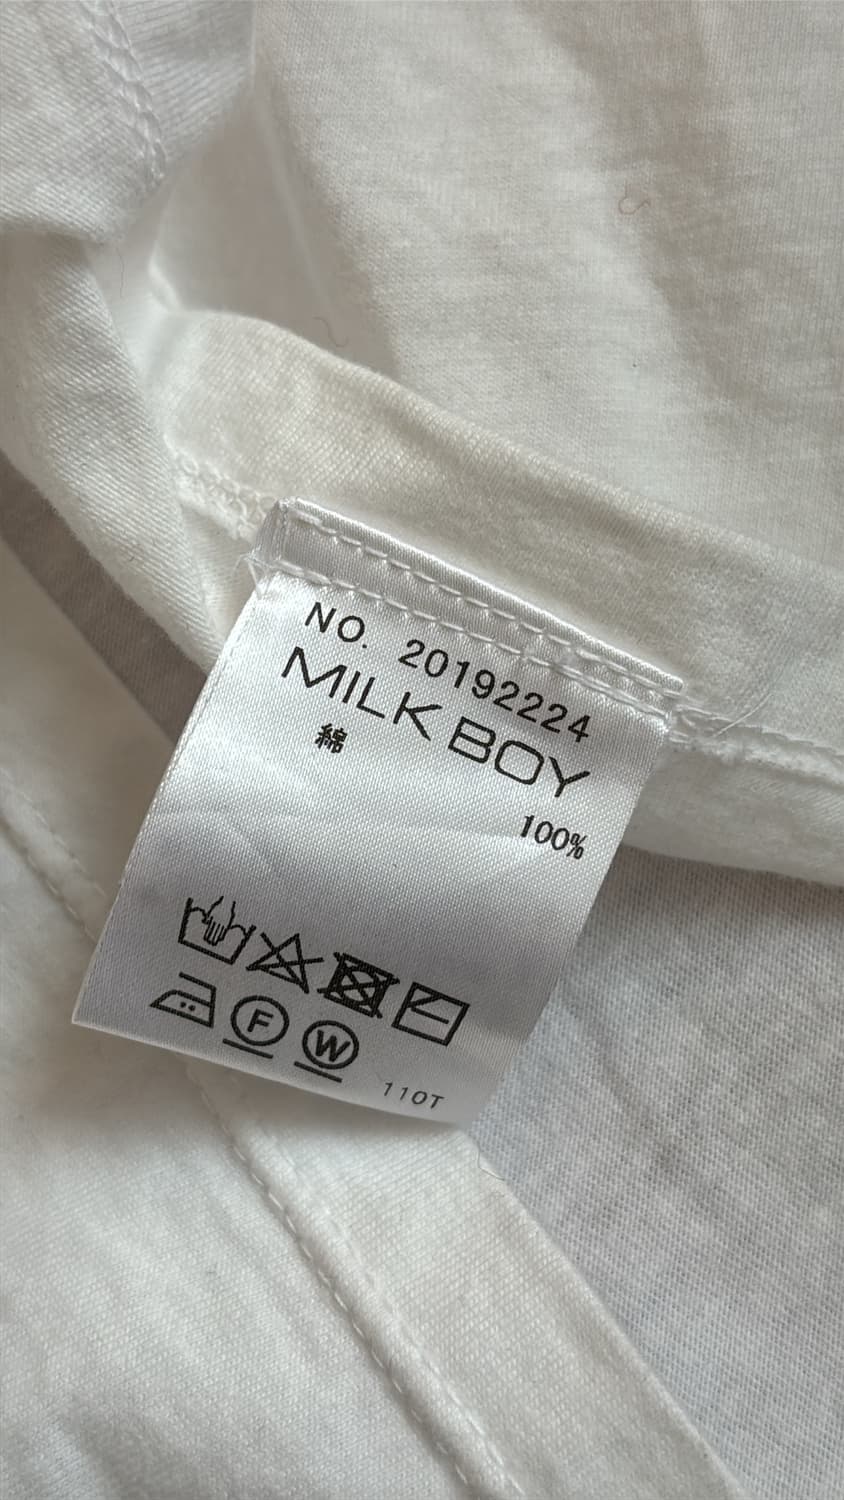 NO. 20192224
MILK BOY
綿 100%
F W 110T